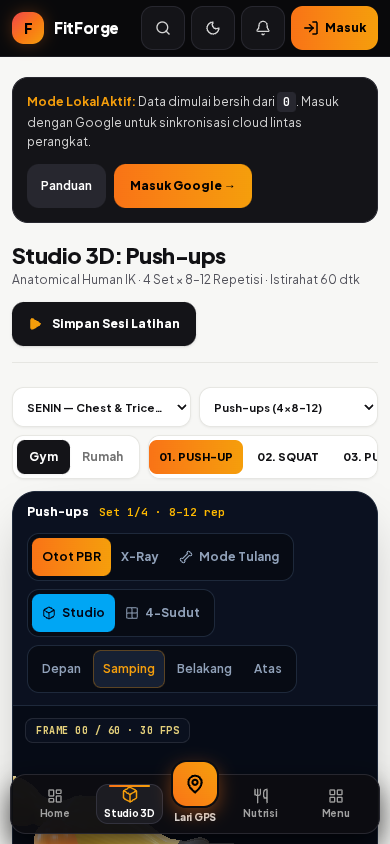 F FitForge Masuk
Mode Lokal Aktif: Data dimulai bersih dari 0. Masuk
dengan Google untuk sinkronisasi cloud lintas
perangkat.
Panduan Masuk Google →
Studio 3D: Push-ups
Anatomical Human IK · 4 Set × 8–12 Repetisi · Istirahat 60 dtk
Simpan Sesi Latihan
SENIN — Chest & Trice… Push-ups (4×8–12)
Gym Rumah 01. PUSH-UP 02. SQUAT 03. PU
Push-ups Set 1/4 · 8–12 rep
Otot PBR X-Ray Mode Tulang
Studio 4-Sudut
Depan Samping Belakang Atas
FRAME 00 / 60 · 30 FPS
Home Studio 3D Lari GPS Nutrisi Menu